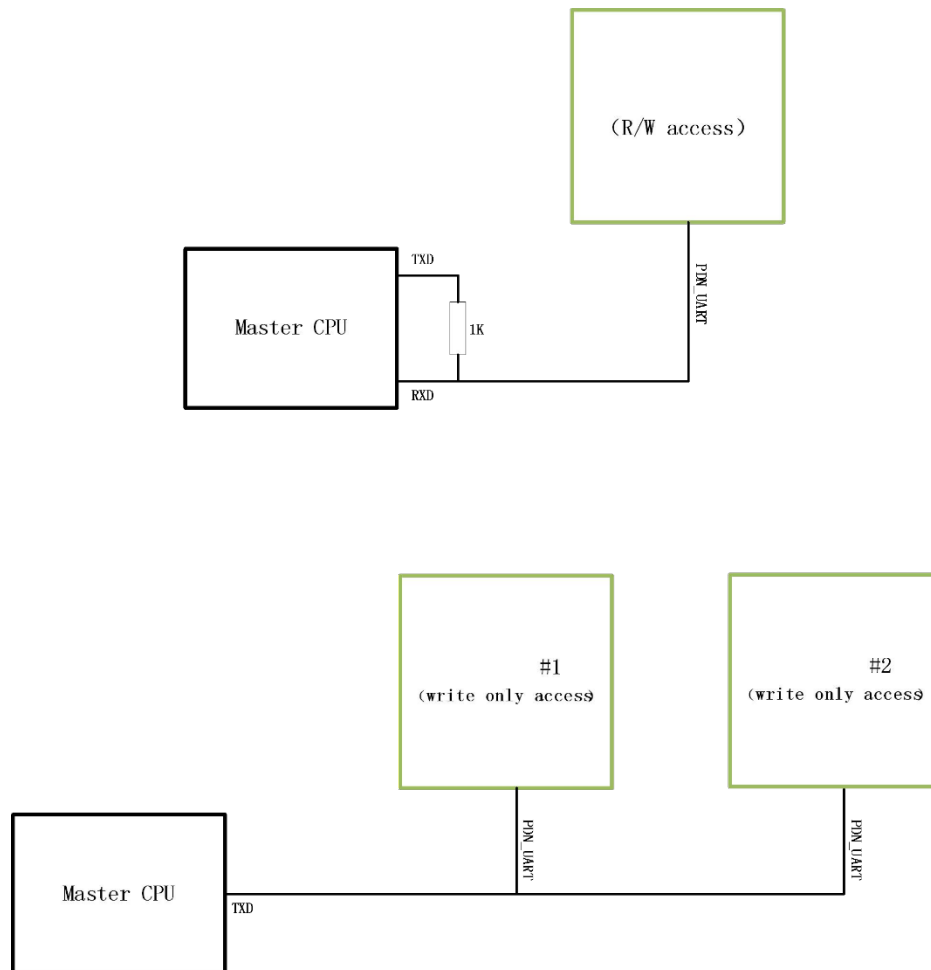 (R/W access)
TXD
PDN_UART
Master CPU
1K
RXD
#1
(write only access)
#2
(write only access)
PDN_UART
PDN_UART
Master CPU
TXD